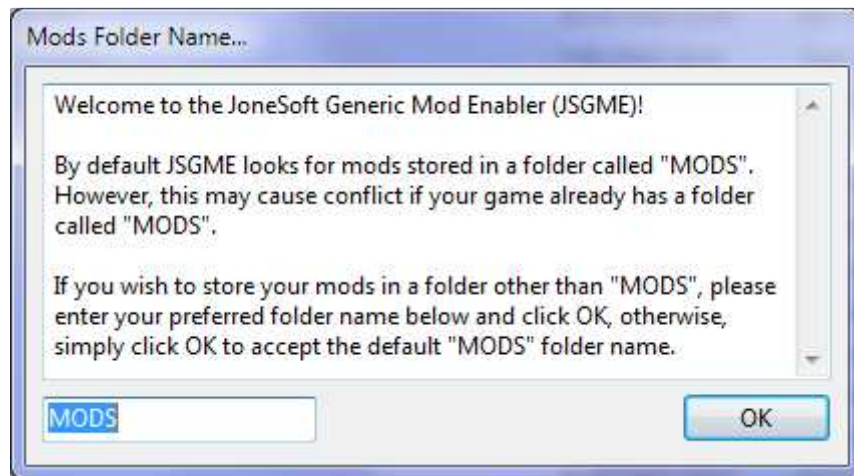 Mods Folder Name...
Welcome to the JoneSoft Generic Mod Enabler (JSGME)!
By default JSGME looks for mods stored in a folder called "MODS".
However, this may cause conflict if your game already has a folder
called "MODS".
If you wish to store your mods in a folder other than "MODS", please
enter your preferred folder name below and click OK, otherwise,
simply click OK to accept the default "MODS" folder name.
MODS
OK